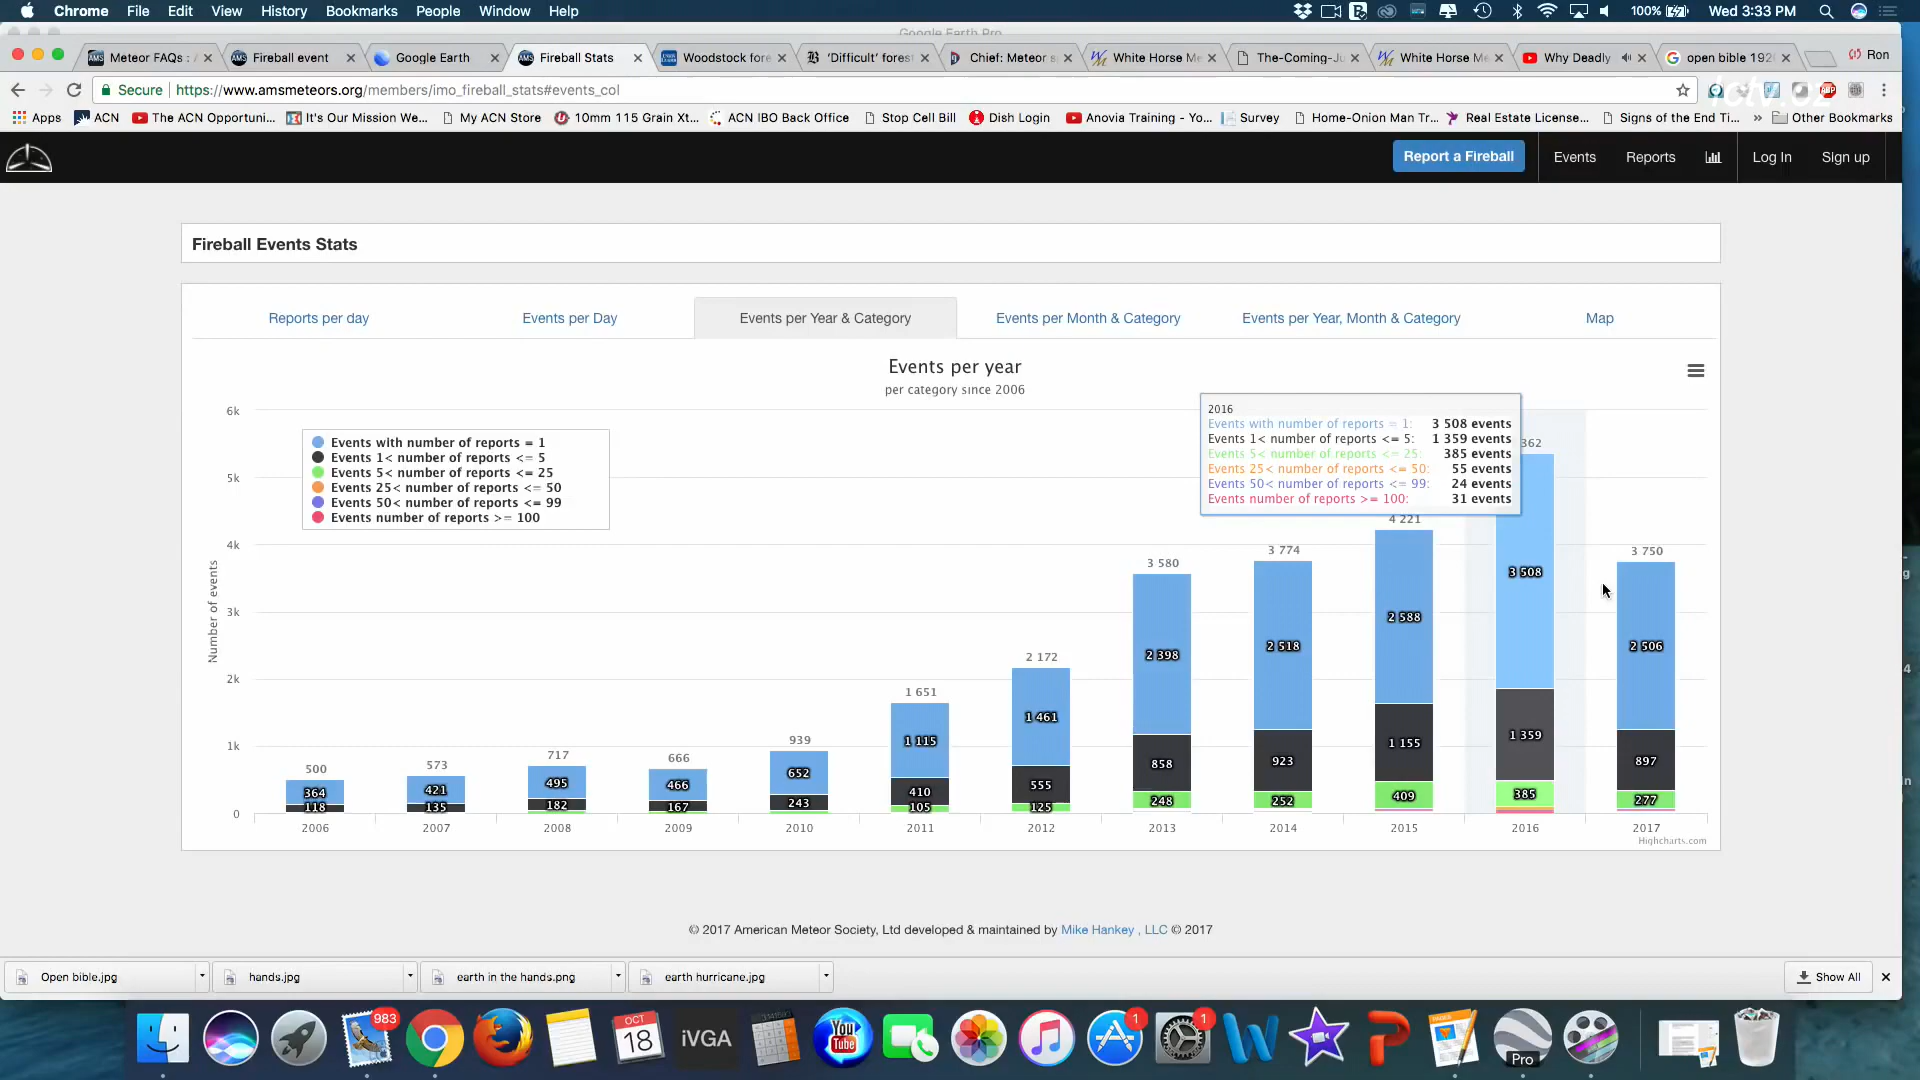 Chrome File Edit View History Bookmarks People Window Help 100% Wed 3:33 PM
Google Earth Pro
Meteor FAQs : A Fireball event Google Earth Fireball Stats Woodstock fore 'Difficult' forest Chief: Meteor s White Horse Me The-Coming-Ju White Horse Me Why Deadly open bible 1920 Ron
Secure https://www.amsmeteors.org/members/imo_fireball_stats#events_col
Apps ACN The ACN Opportuni... It's Our Mission We... My ACN Store 10mm 115 Grain Xt... ACN IBO Back Office Stop Cell Bill Dish Login Anovia Training - Yo... Survey Home-Onion Man Tr... Real Estate License... Signs of the End Ti... » Other Bookmarks
Report a Fireball Events Reports Log In Sign up
Fireball Events Stats
Reports per day Events per Day Events per Year & Category Events per Month & Category Events per Year, Month & Category Map
Events per year
per category since 2006
Events with number of reports = 1
Events 1< number of reports <= 5
Events 5< number of reports <= 25
Events 25< number of reports <= 50
Events 50< number of reports <= 99
Events number of reports >= 100
2016
Events with number of reports = 1: 3 508 events
Events 1< number of reports <= 5: 1 359 events
Events 5< number of reports <= 25: 385 events
Events 25< number of reports <= 50: 55 events
Events 50< number of reports <= 99: 24 events
Events number of reports >= 100: 31 events
Number of events
6k
5k
4k
3k
2k
1k
0
500 573 717 666 939 1 651 2 172 3 580 3 774 4 221 362 3 750
364 421 495 466 652 1 115 1 461 2 398 2 518 2 588 3 508 2 506
118 135 182 167 243 410 555 858 923 1 155 1 359 897
105 125 248 252 409 385 277
2006 2007 2008 2009 2010 2011 2012 2013 2014 2015 2016 2017
Highcharts.com
© 2017 American Meteor Society, Ltd developed & maintained by Mike Hankey , LLC © 2017
Open bible.jpg hands.jpg earth in the hands.png earth hurricane.jpg Show All
983 OCT 18 iVGA You Tube 1 1 Pro